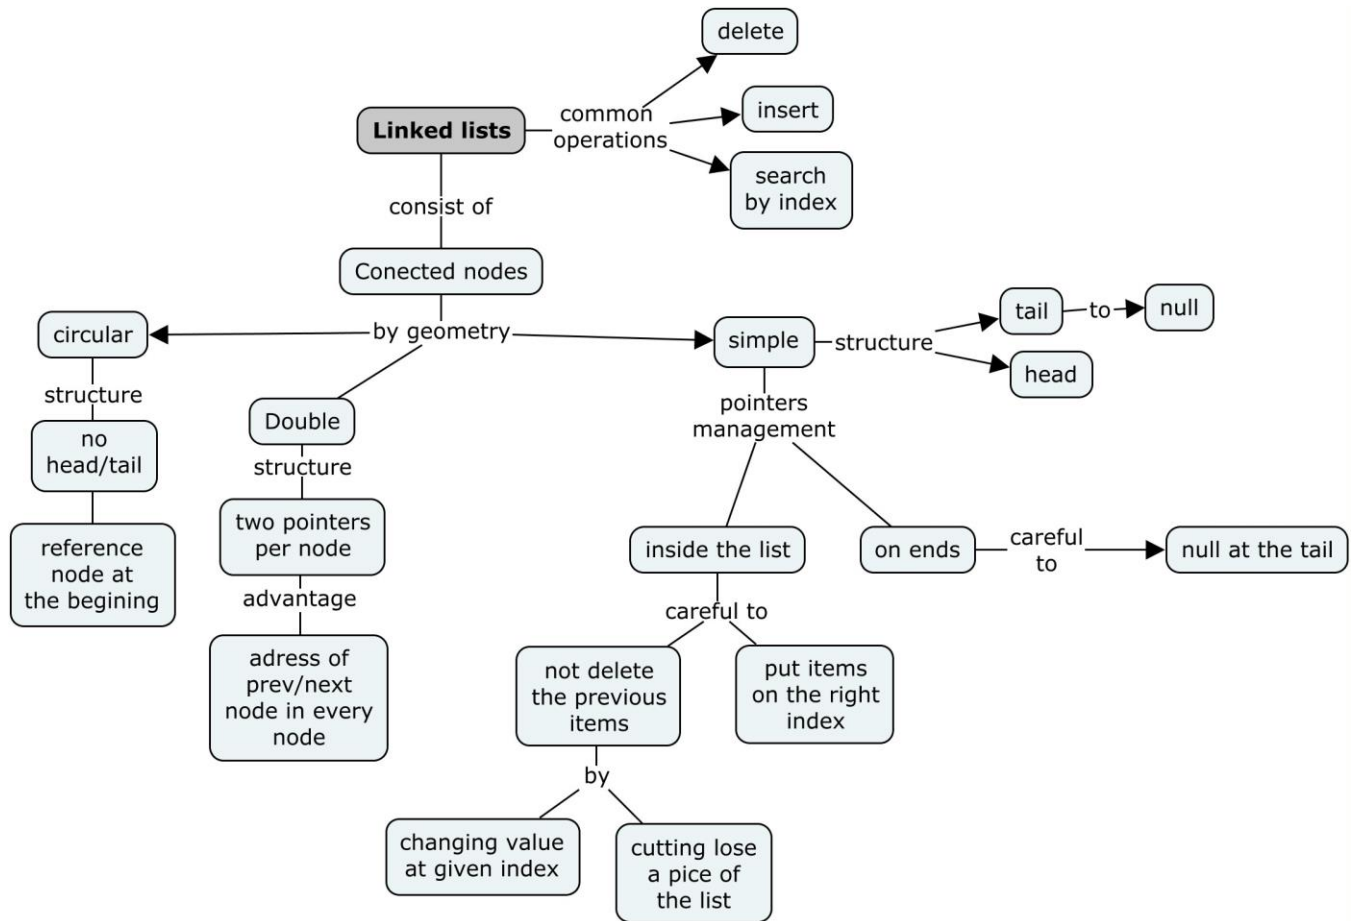 delete
common
operations
insert
Linked lists
search
by index
consist of
Conected nodes
by geometry
circular
structure
no
head/tail
reference
node at
the begining
Double
structure
two pointers
per node
advantage
adress of
prev/next
node in every
node
simple
structure
tail
to
null
head
pointers
management
inside the list
on ends
careful
to
null at the tail
careful to
not delete
the previous
items
put items
on the right
index
by
changing value
at given index
cutting lose
a pice of
the list